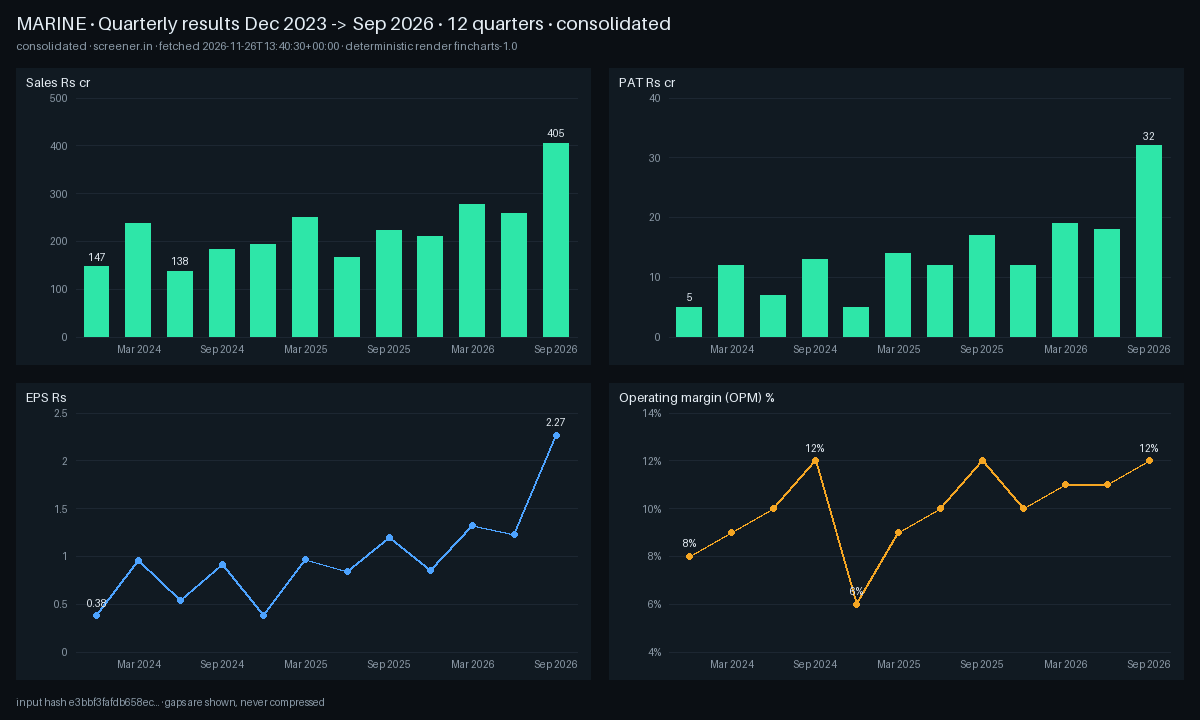 MARINE · Quarterly results Dec 2023 -> Sep 2026 · 12 quarters · consolidated
consolidated · screener.in · fetched 2026-11-26T13:40:30+00:00 · deterministic render fincharts-1.0
Sales Rs cr
500
400
300
200
100
0
147
138
405
Mar 2024
Sep 2024
Mar 2025
Sep 2025
Mar 2026
Sep 2026
PAT Rs cr
40
30
20
10
0
5
32
Mar 2024
Sep 2024
Mar 2025
Sep 2025
Mar 2026
Sep 2026
EPS Rs
2.5
2
1.5
1
0.5
0
0.38
2.27
Mar 2024
Sep 2024
Mar 2025
Sep 2025
Mar 2026
Sep 2026
Operating margin (OPM) %
14%
12%
10%
8%
6%
4%
8%
12%
6%
12%
Mar 2024
Sep 2024
Mar 2025
Sep 2025
Mar 2026
Sep 2026
input hash e3bbf3fafdb658ec… · gaps are shown, never compressed